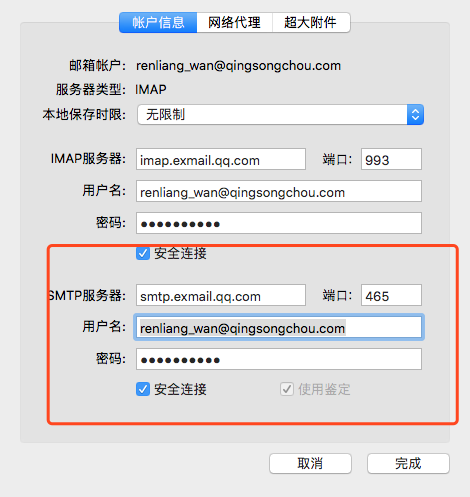 帐户信息 网络代理 超大附件
邮箱帐户: renliang_wan@qingsongchou.com
服务器类型: IMAP
本地保存时限: 无限制
IMAP服务器: imap.exmail.qq.com 端口: 993
用户名: renliang_wan@qingsongchou.com
密码: ●●●●●●●●●●
安全连接
SMTP服务器: smtp.exmail.qq.com 端口: 465
用户名: renliang_wan@qingsongchou.com
密码: ●●●●●●●●●●
安全连接 使用鉴定
取消 完成